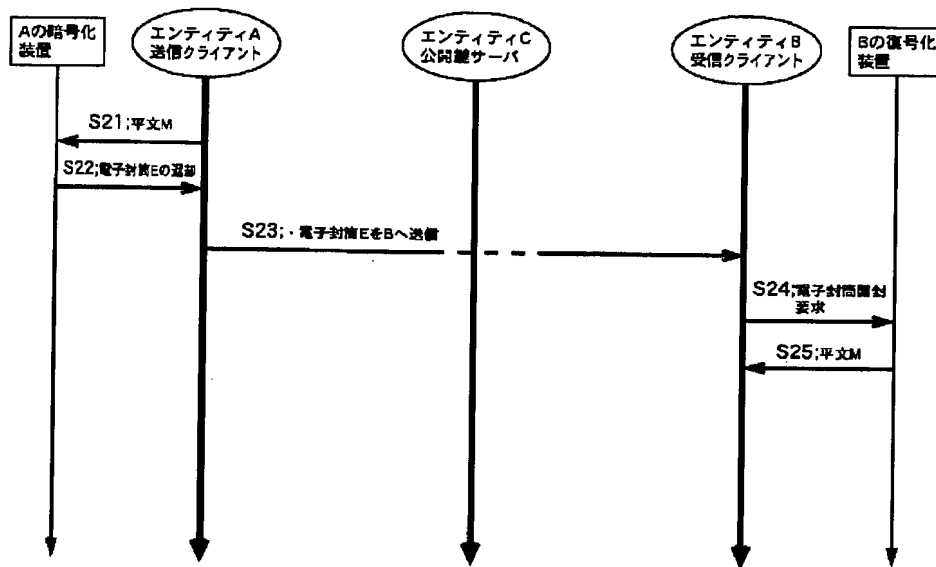 Aの暗号化
装置
エンティティA
送信クライアント
エンティティC
公開鍵サーバ
エンティティB
受信クライアント
Bの復号化
装置
S21;平文M
S22;電子封筒Eの返却
S23;・電子封筒EをBへ送信
S24;電子封筒開封
要求
S25;平文M